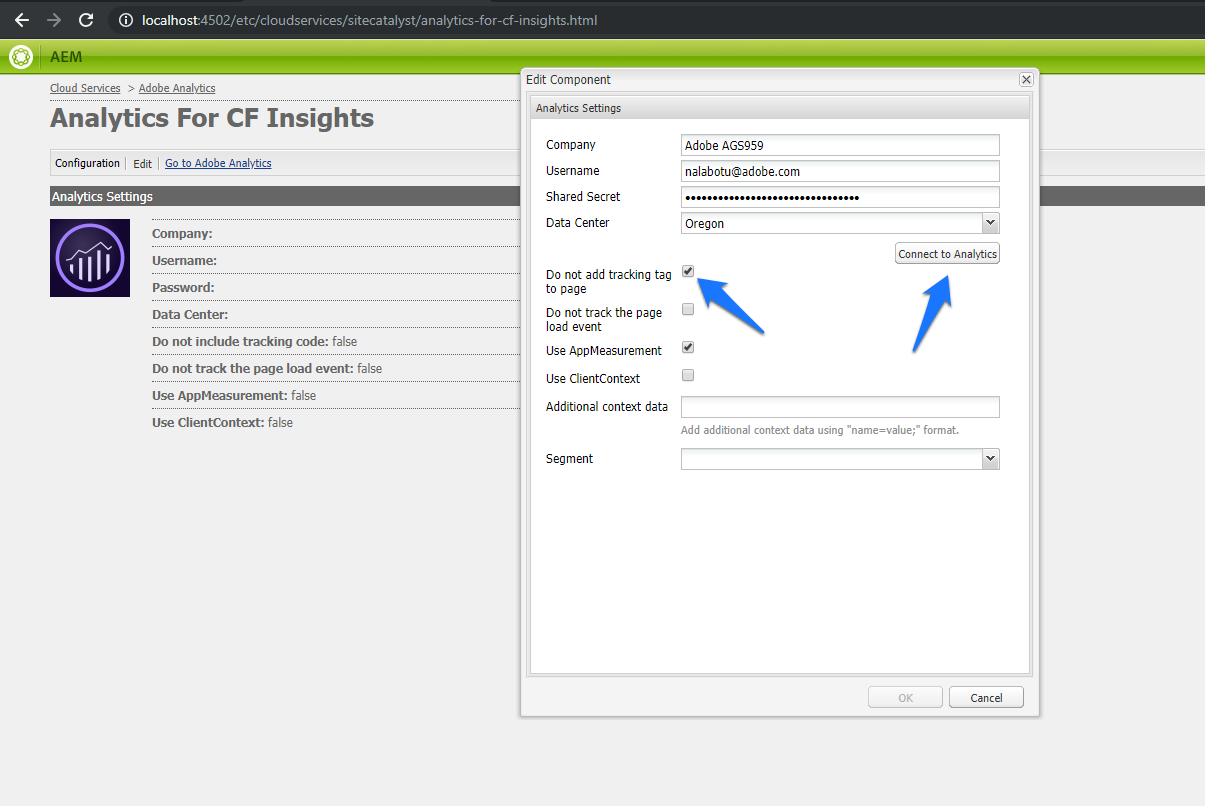 localhost:4502/etc/cloudservices/sitecatalyst/analytics-for-cf-insights.html
AEM
Cloud Services > Adobe Analytics
Analytics For CF Insights
Configuration Edit Go to Adobe Analytics
Analytics Settings
Company:
Username:
Password:
Data Center:
Do not include tracking code: false
Do not track the page load event: false
Use AppMeasurement: false
Use ClientContext: false
Edit Component
Analytics Settings
Company Adobe AGS959
Username nalabotu@adobe.com
Shared Secret ••••••••••••••••••••••••••••••••
Data Center Oregon
Connect to Analytics
Do not add tracking tag
to page
Do not track the page
load event
Use AppMeasurement
Use ClientContext
Additional context data
Add additional context data using "name=value;" format.
Segment
OK Cancel